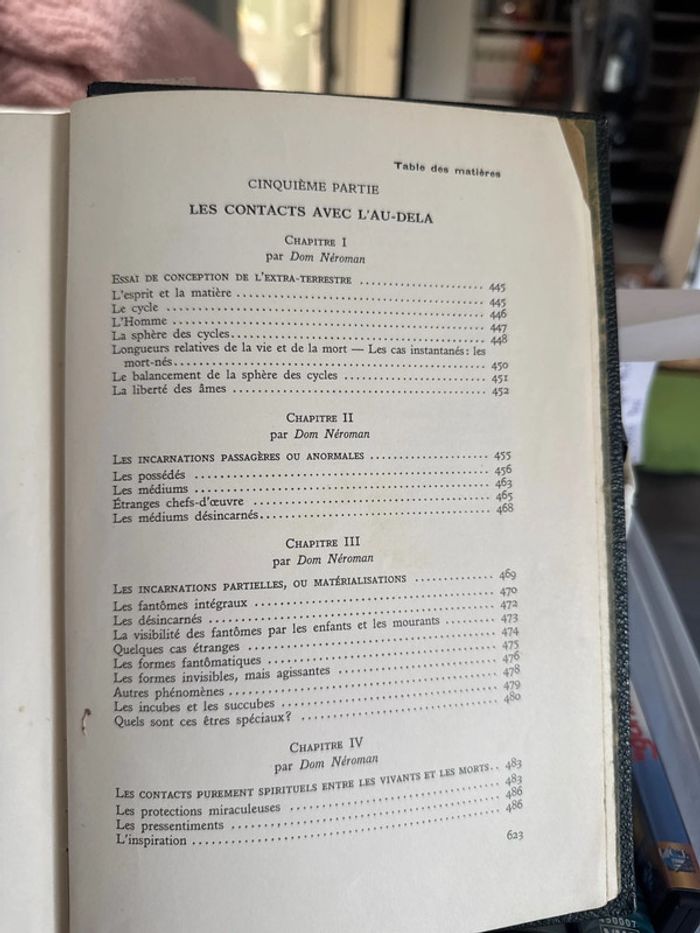 Table des matières
CINQUIÈME PARTIE
LES CONTACTS AVEC L'AU-DELA
CHAPITRE I
par Dom Néroman
ESSAI DE CONCEPTION DE L'EXTRA-TERRESTRE .................... 445
L'esprit et la matière .................... 445
Le cycle .................... 446
L'Homme .................... 447
La sphère des cycles .................... 448
Longueurs relatives de la vie et de la mort — Les cas instantanés: les
mort-nés .................... 450
Le balancement de la sphère des cycles .................... 451
La liberté des âmes .................... 452
CHAPITRE II
par Dom Néroman
LES INCARNATIONS PASSAGÈRES OU ANORMALES .................... 455
Les possédés .................... 456
Les médiums .................... 463
Étranges chefs-d'œuvre .................... 465
Les médiums désincarnés .................... 468
CHAPITRE III
par Dom Néroman
LES INCARNATIONS PARTIELLES, OU MATÉRIALISATIONS .................... 469
Les fantômes intégraux .................... 470
Les désincarnés .................... 472
La visibilité des fantômes par les enfants et les mourants .................... 473
Quelques cas étranges .................... 474
Les formes fantômatiques .................... 475
Les formes invisibles, mais agissantes .................... 476
Autres phénomènes .................... 478
Les incubes et les succubes .................... 479
Quels sont ces êtres spéciaux? .................... 480
CHAPITRE IV
par Dom Néroman
LES CONTACTS PUREMENT SPIRITUELS ENTRE LES VIVANTS ET LES MORTS.. 483
Les protections miraculeuses .................... 483
Les pressentiments .................... 486
L'inspiration .................... 486
623